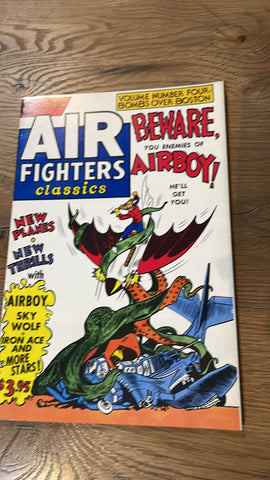 VOLUME NUMBER FOUR:
BOMBS OVER BOSTON
AIR
FIGHTERS
classics
BEWARE,
YOU ENEMIES OF
AIRBOY!
HE'LL
GET
YOU!
NEW
PLANES
NEW
THRILLS
with
AIRBOY
SKY
WOLF
IRON ACE
AND
MORE
STARS!
$3.95